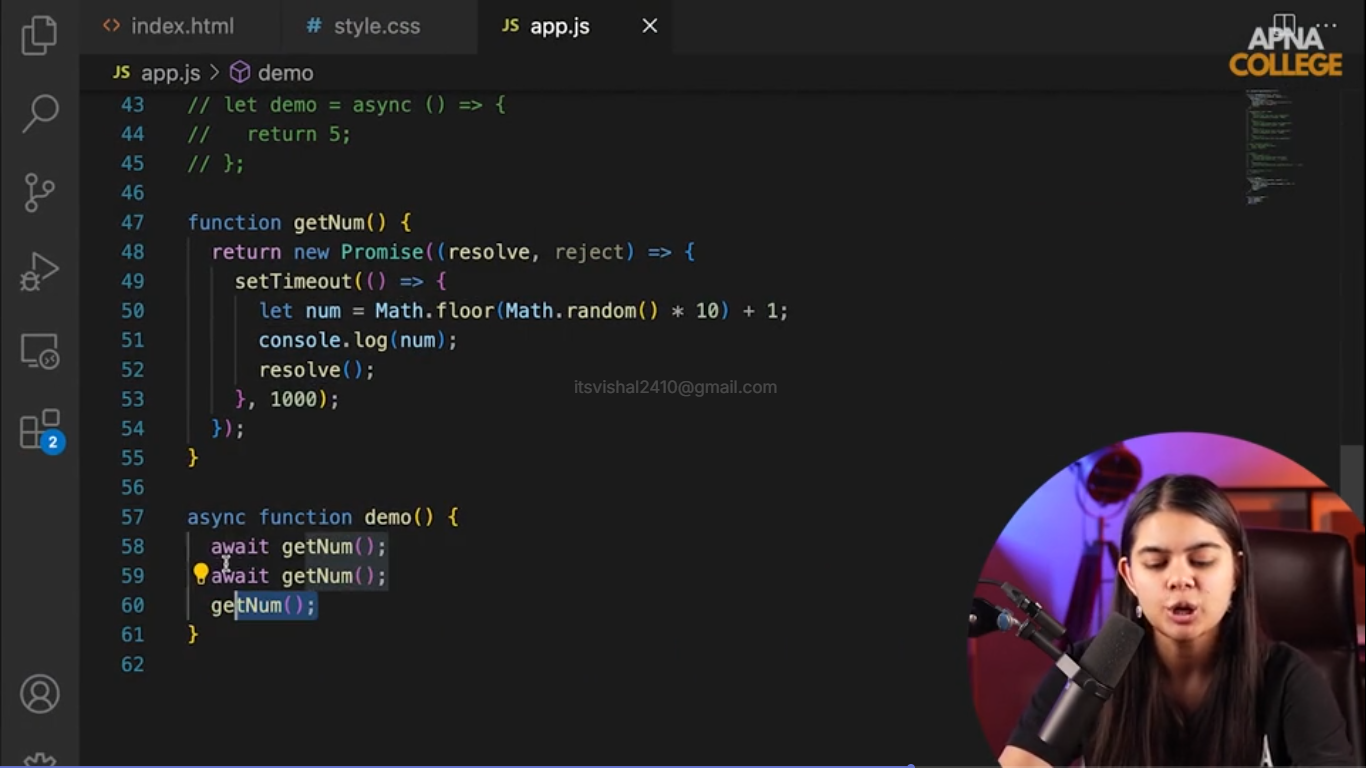 <> index.html # style.css JS app.js × ...
APNA
COLLEGE
JS app.js > demo
43 // let demo = async () => {
44 //   return 5;
45 // };
46
47 function getNum() {
48   return new Promise((resolve, reject) => {
49     setTimeout(() => {
50       let num = Math.floor(Math.random() * 10) + 1;
51       console.log(num);
52       resolve();
53     }, 1000);
54   });
55 }
56
57 async function demo() {
58   await getNum();
59   await getNum();
60   getNum();
61 }
62
itsvishal2410@gmail.com
2